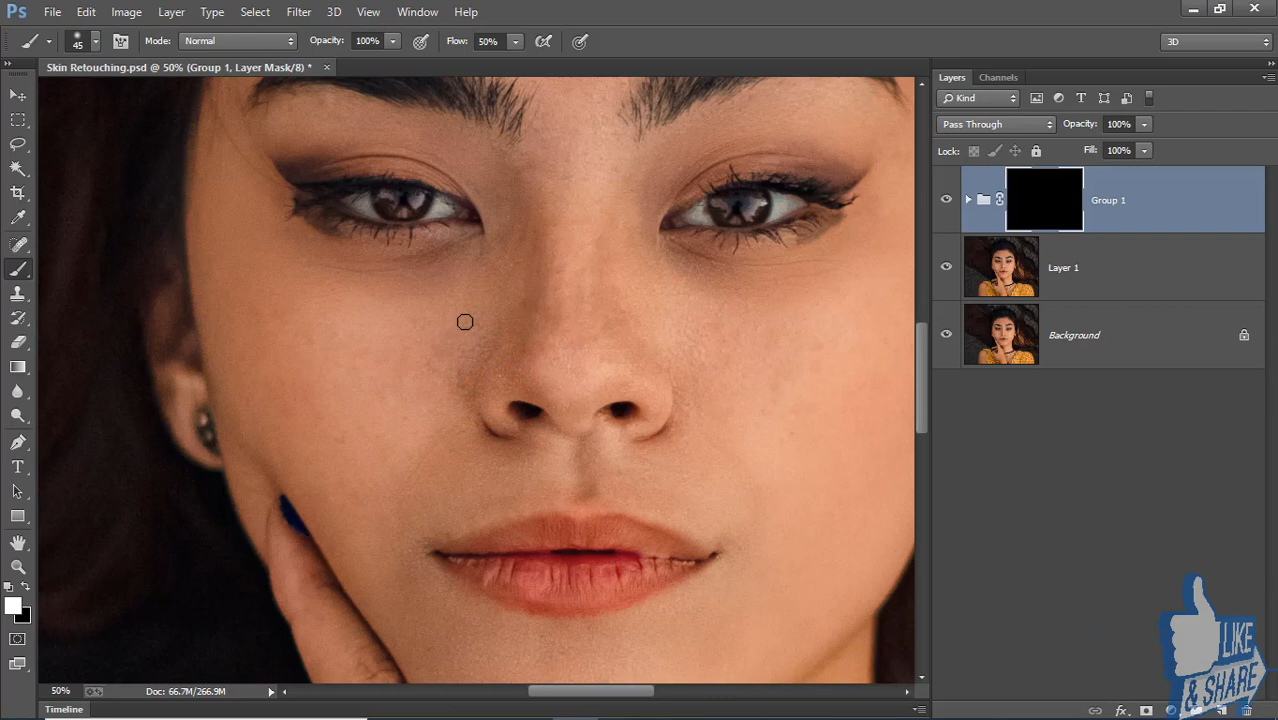 Ps File Edit Image Layer Type Select Filter 3D View Window Help
45 Mode: Normal Opacity: 100% Flow: 50% 3D
Skin Retouching.psd @ 50% (Group 1, Layer Mask/8) * ×
Layers Channels
Kind
Pass Through Opacity: 100%
Lock: Fill: 100%
Group 1
Layer 1
Background
LIKE
& SHARE
50% Doc: 66.7M/266.9M
Timeline